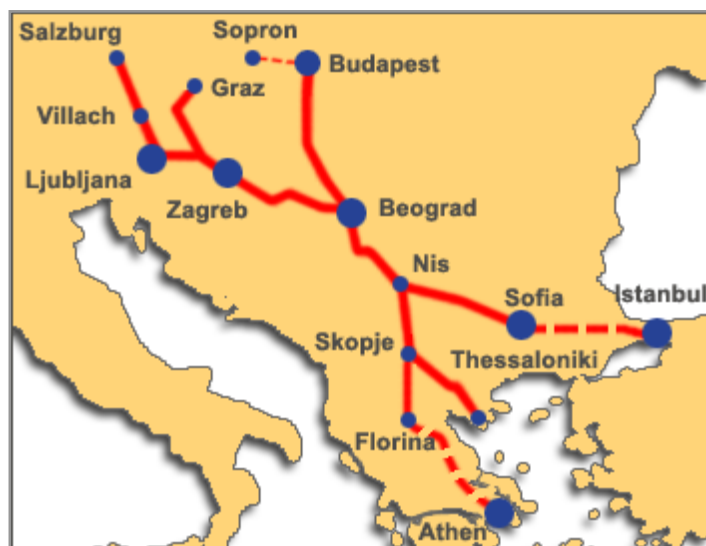 Salzburg
Sopron
Budapest
Graz
Villach
Ljubljana
Zagreb
Beograd
Nis
Sofia
Istanbul
Skopje
Thessaloniki
Florina
Athen